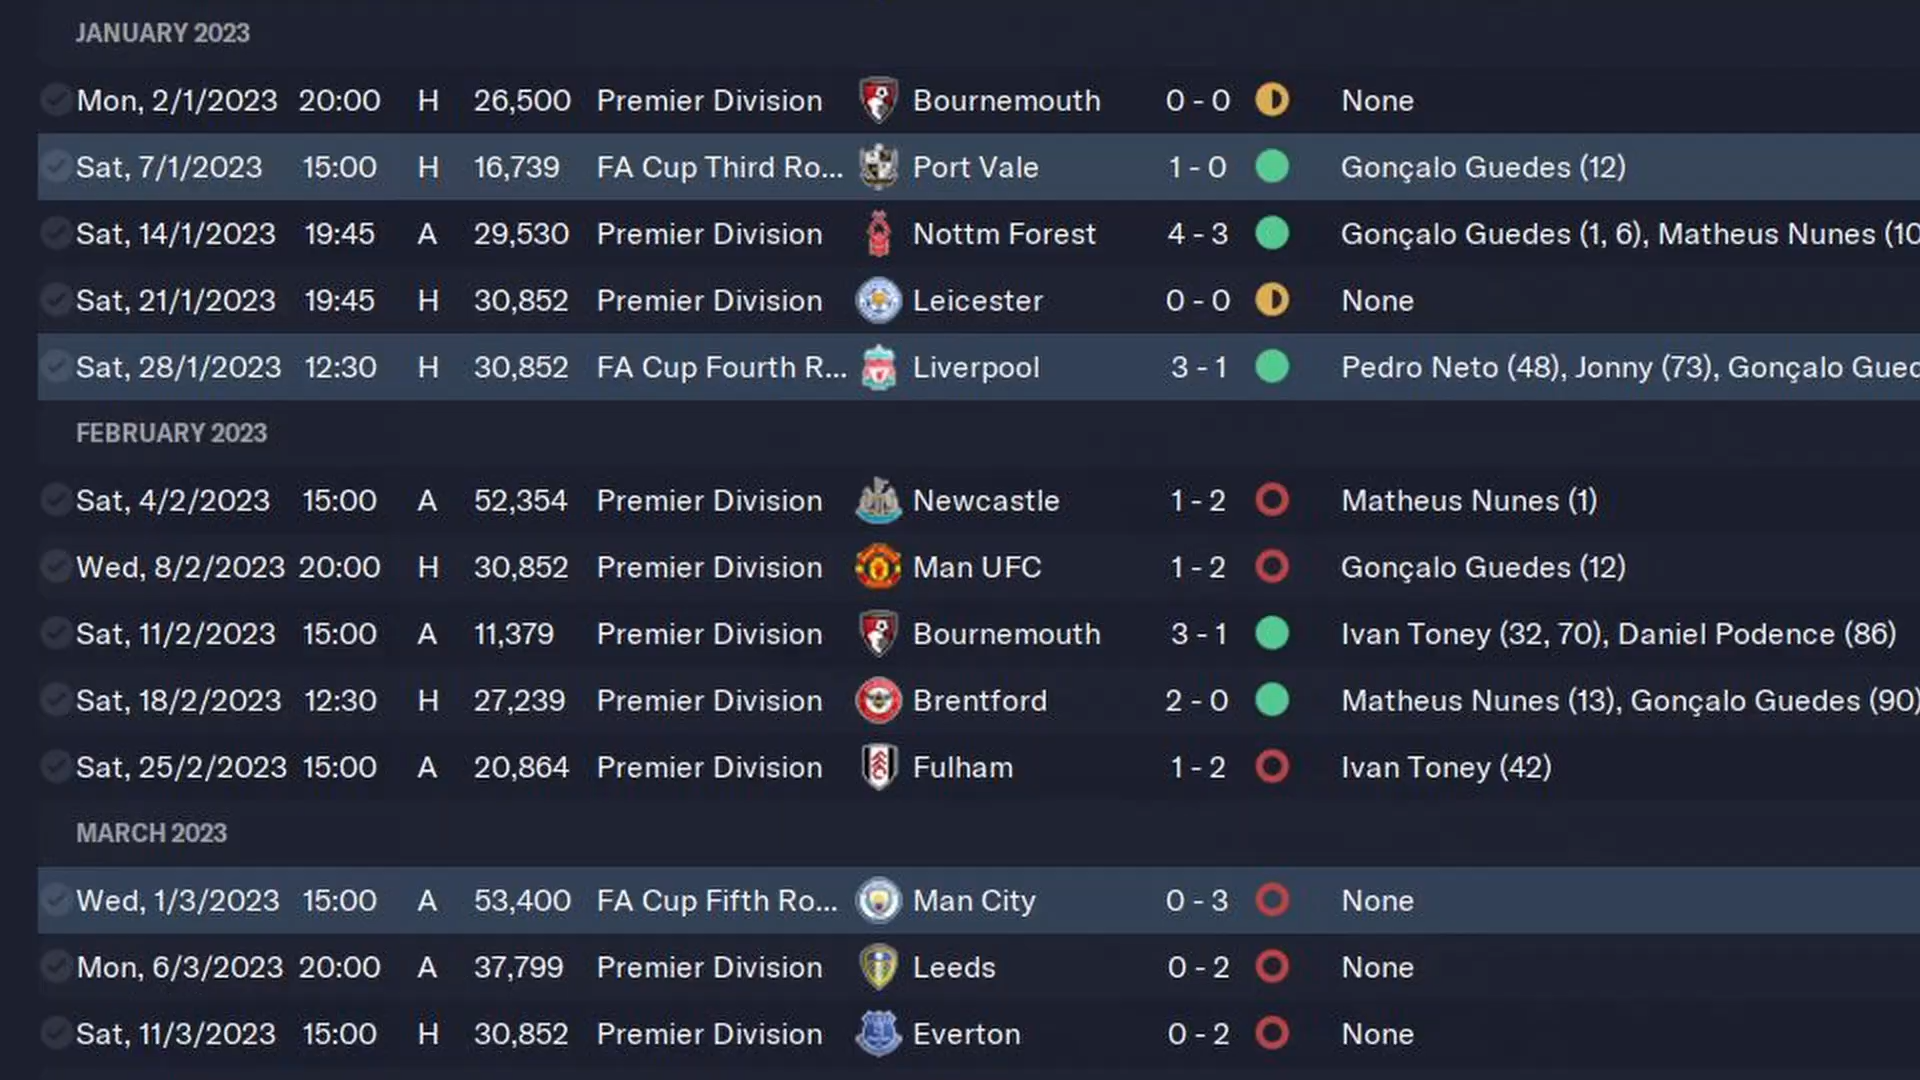 JANUARY 2023
Mon, 2/1/2023 20:00 H 26,500 Premier Division Bournemouth 0 - 0 None
Sat, 7/1/2023 15:00 H 16,739 FA Cup Third Ro... Port Vale 1 - 0 Gonçalo Guedes (12)
Sat, 14/1/2023 19:45 A 29,530 Premier Division Nottm Forest 4 - 3 Gonçalo Guedes (1, 6), Matheus Nunes (10
Sat, 21/1/2023 19:45 H 30,852 Premier Division Leicester 0 - 0 None
Sat, 28/1/2023 12:30 H 30,852 FA Cup Fourth R... Liverpool 3 - 1 Pedro Neto (48), Jonny (73), Gonçalo Gued
FEBRUARY 2023
Sat, 4/2/2023 15:00 A 52,354 Premier Division Newcastle 1 - 2 Matheus Nunes (1)
Wed, 8/2/2023 20:00 H 30,852 Premier Division Man UFC 1 - 2 Gonçalo Guedes (12)
Sat, 11/2/2023 15:00 A 11,379 Premier Division Bournemouth 3 - 1 Ivan Toney (32, 70), Daniel Podence (86)
Sat, 18/2/2023 12:30 H 27,239 Premier Division Brentford 2 - 0 Matheus Nunes (13), Gonçalo Guedes (90)
Sat, 25/2/2023 15:00 A 20,864 Premier Division Fulham 1 - 2 Ivan Toney (42)
MARCH 2023
Wed, 1/3/2023 15:00 A 53,400 FA Cup Fifth Ro... Man City 0 - 3 None
Mon, 6/3/2023 20:00 A 37,799 Premier Division Leeds 0 - 2 None
Sat, 11/3/2023 15:00 H 30,852 Premier Division Everton 0 - 2 None